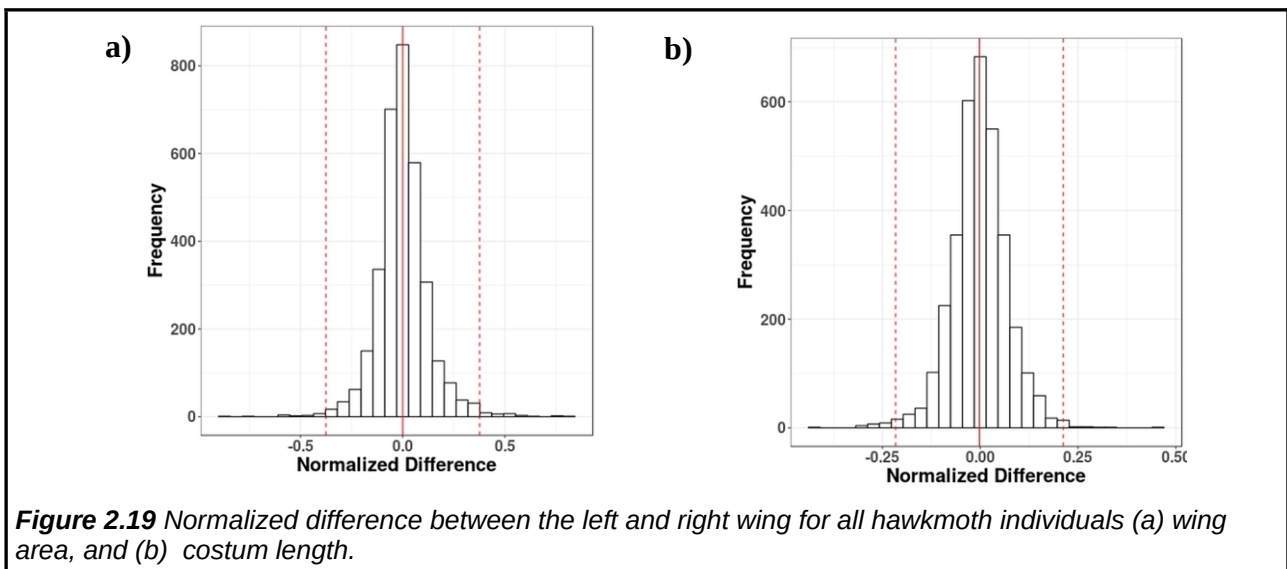 a)
800
600
400
200
0
Frequency
-0.5 0.0 0.5
Normalized Difference
b)
600
400
200
0
Frequency
-0.25 0.00 0.25 0.50
Normalized Difference
Figure 2.19 Normalized difference between the left and right wing for all hawkmoth individuals (a) wing
area, and (b) costum length.